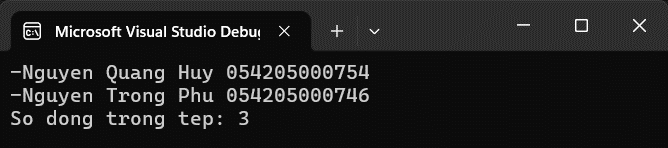 Microsoft Visual Studio Debug
-Nguyen Quang Huy 054205000754
-Nguyen Trong Phu 054205000746
So dong trong tep: 3